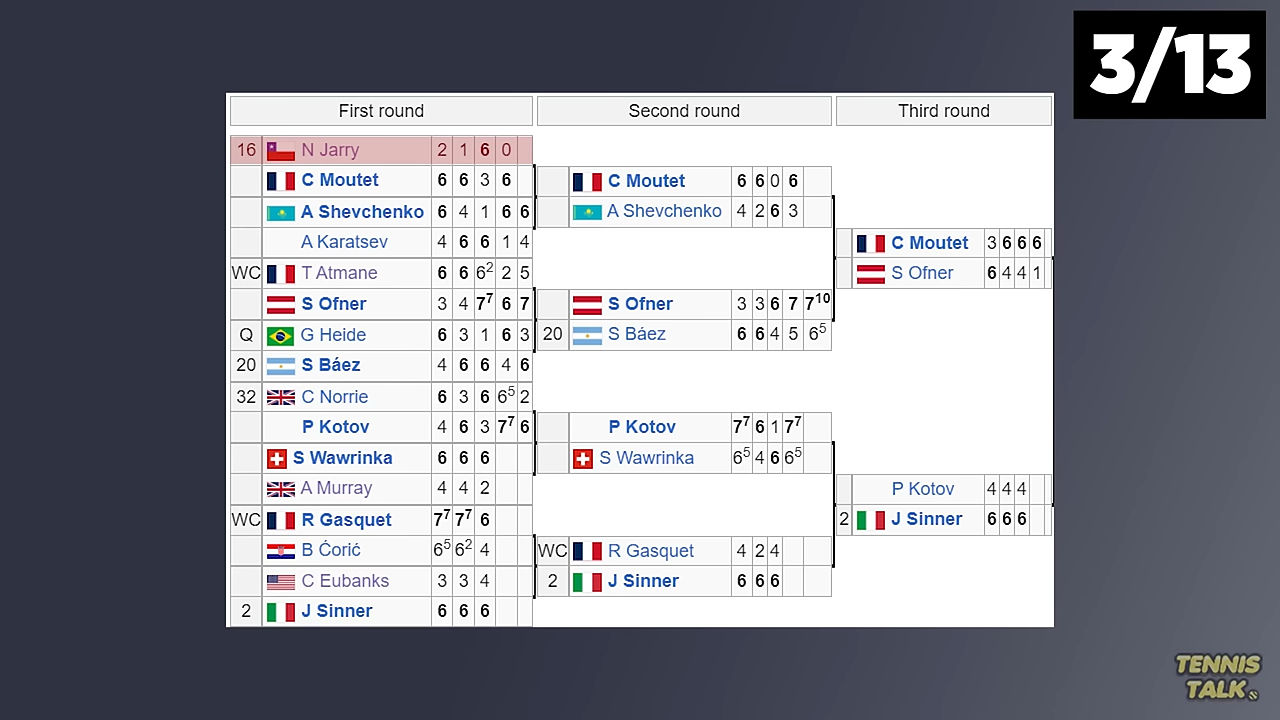 3/13
First round Second round Third round
16 N Jarry 2 1 6 0
C Moutet 6 6 3 6
A Shevchenko 6 4 1 6 6
A Karatsev 4 6 6 1 4
WC T Atmane 6 6 6² 2 5
S Ofner 3 4 7⁷ 6 7
Q G Heide 6 3 1 6 3
20 S Báez 4 6 6 4 6
32 C Norrie 6 3 6 6⁵ 2
P Kotov 4 6 3 7⁷ 6
S Wawrinka 6 6 6
A Murray 4 4 2
WC R Gasquet 7⁷ 7⁷ 6
B Ćorić 6⁵ 6² 4
C Eubanks 3 3 4
2 J Sinner 6 6 6
C Moutet 6 6 0 6
A Shevchenko 4 2 6 3
S Ofner 3 3 6 7 7¹⁰
20 S Báez 6 6 4 5 6⁵
P Kotov 7⁷ 6 1 7⁷
S Wawrinka 6⁵ 4 6 6⁵
WC R Gasquet 4 2 4
2 J Sinner 6 6 6
C Moutet 3 6 6 6
S Ofner 6 4 4 1
P Kotov 4 4 4
2 J Sinner 6 6 6
TENNIS
TALK